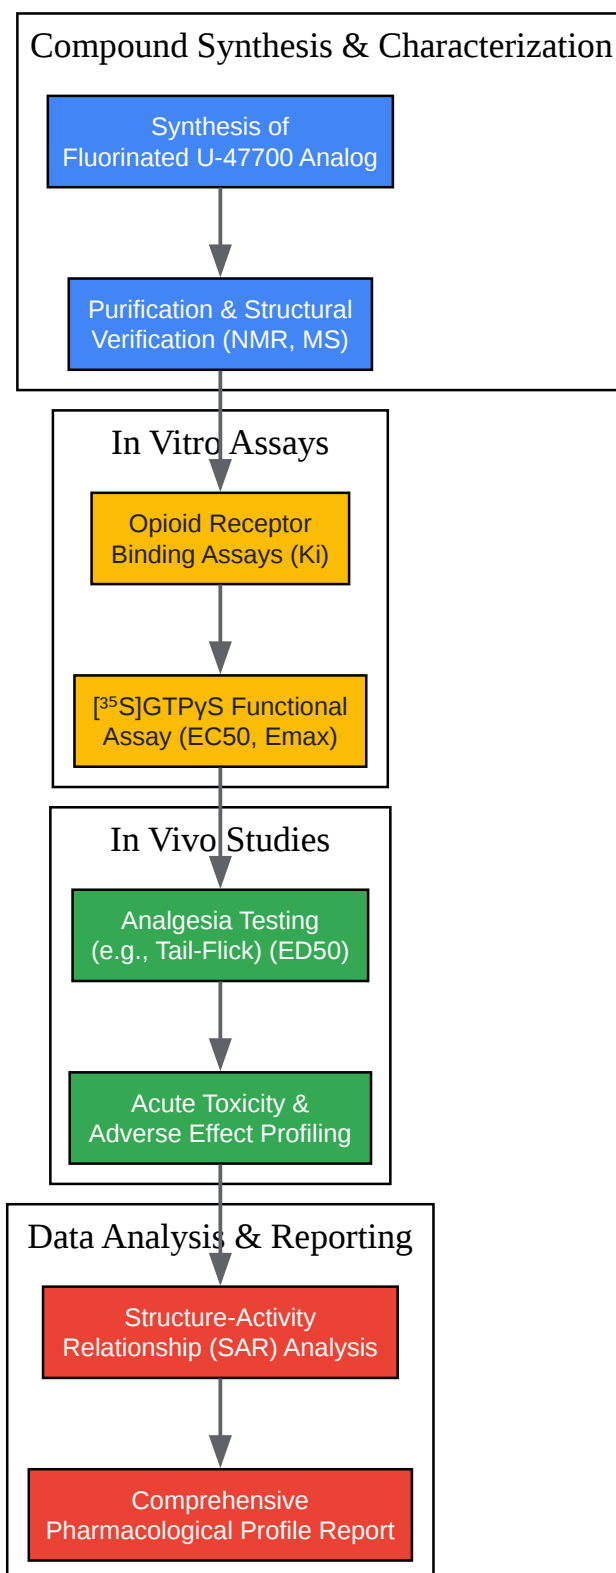 Compound Synthesis & Characterization
Synthesis of
Fluorinated U-47700 Analog
Purification & Structural
Verification (NMR, MS)
In Vitro Assays
Opioid Receptor
Binding Assays (Ki)
[³⁵S]GTPγS Functional
Assay (EC50, Emax)
In Vivo Studies
Analgesia Testing
(e.g., Tail-Flick) (ED50)
Acute Toxicity &
Adverse Effect Profiling
Data Analysis & Reporting
Structure-Activity
Relationship (SAR) Analysis
Comprehensive
Pharmacological Profile Report